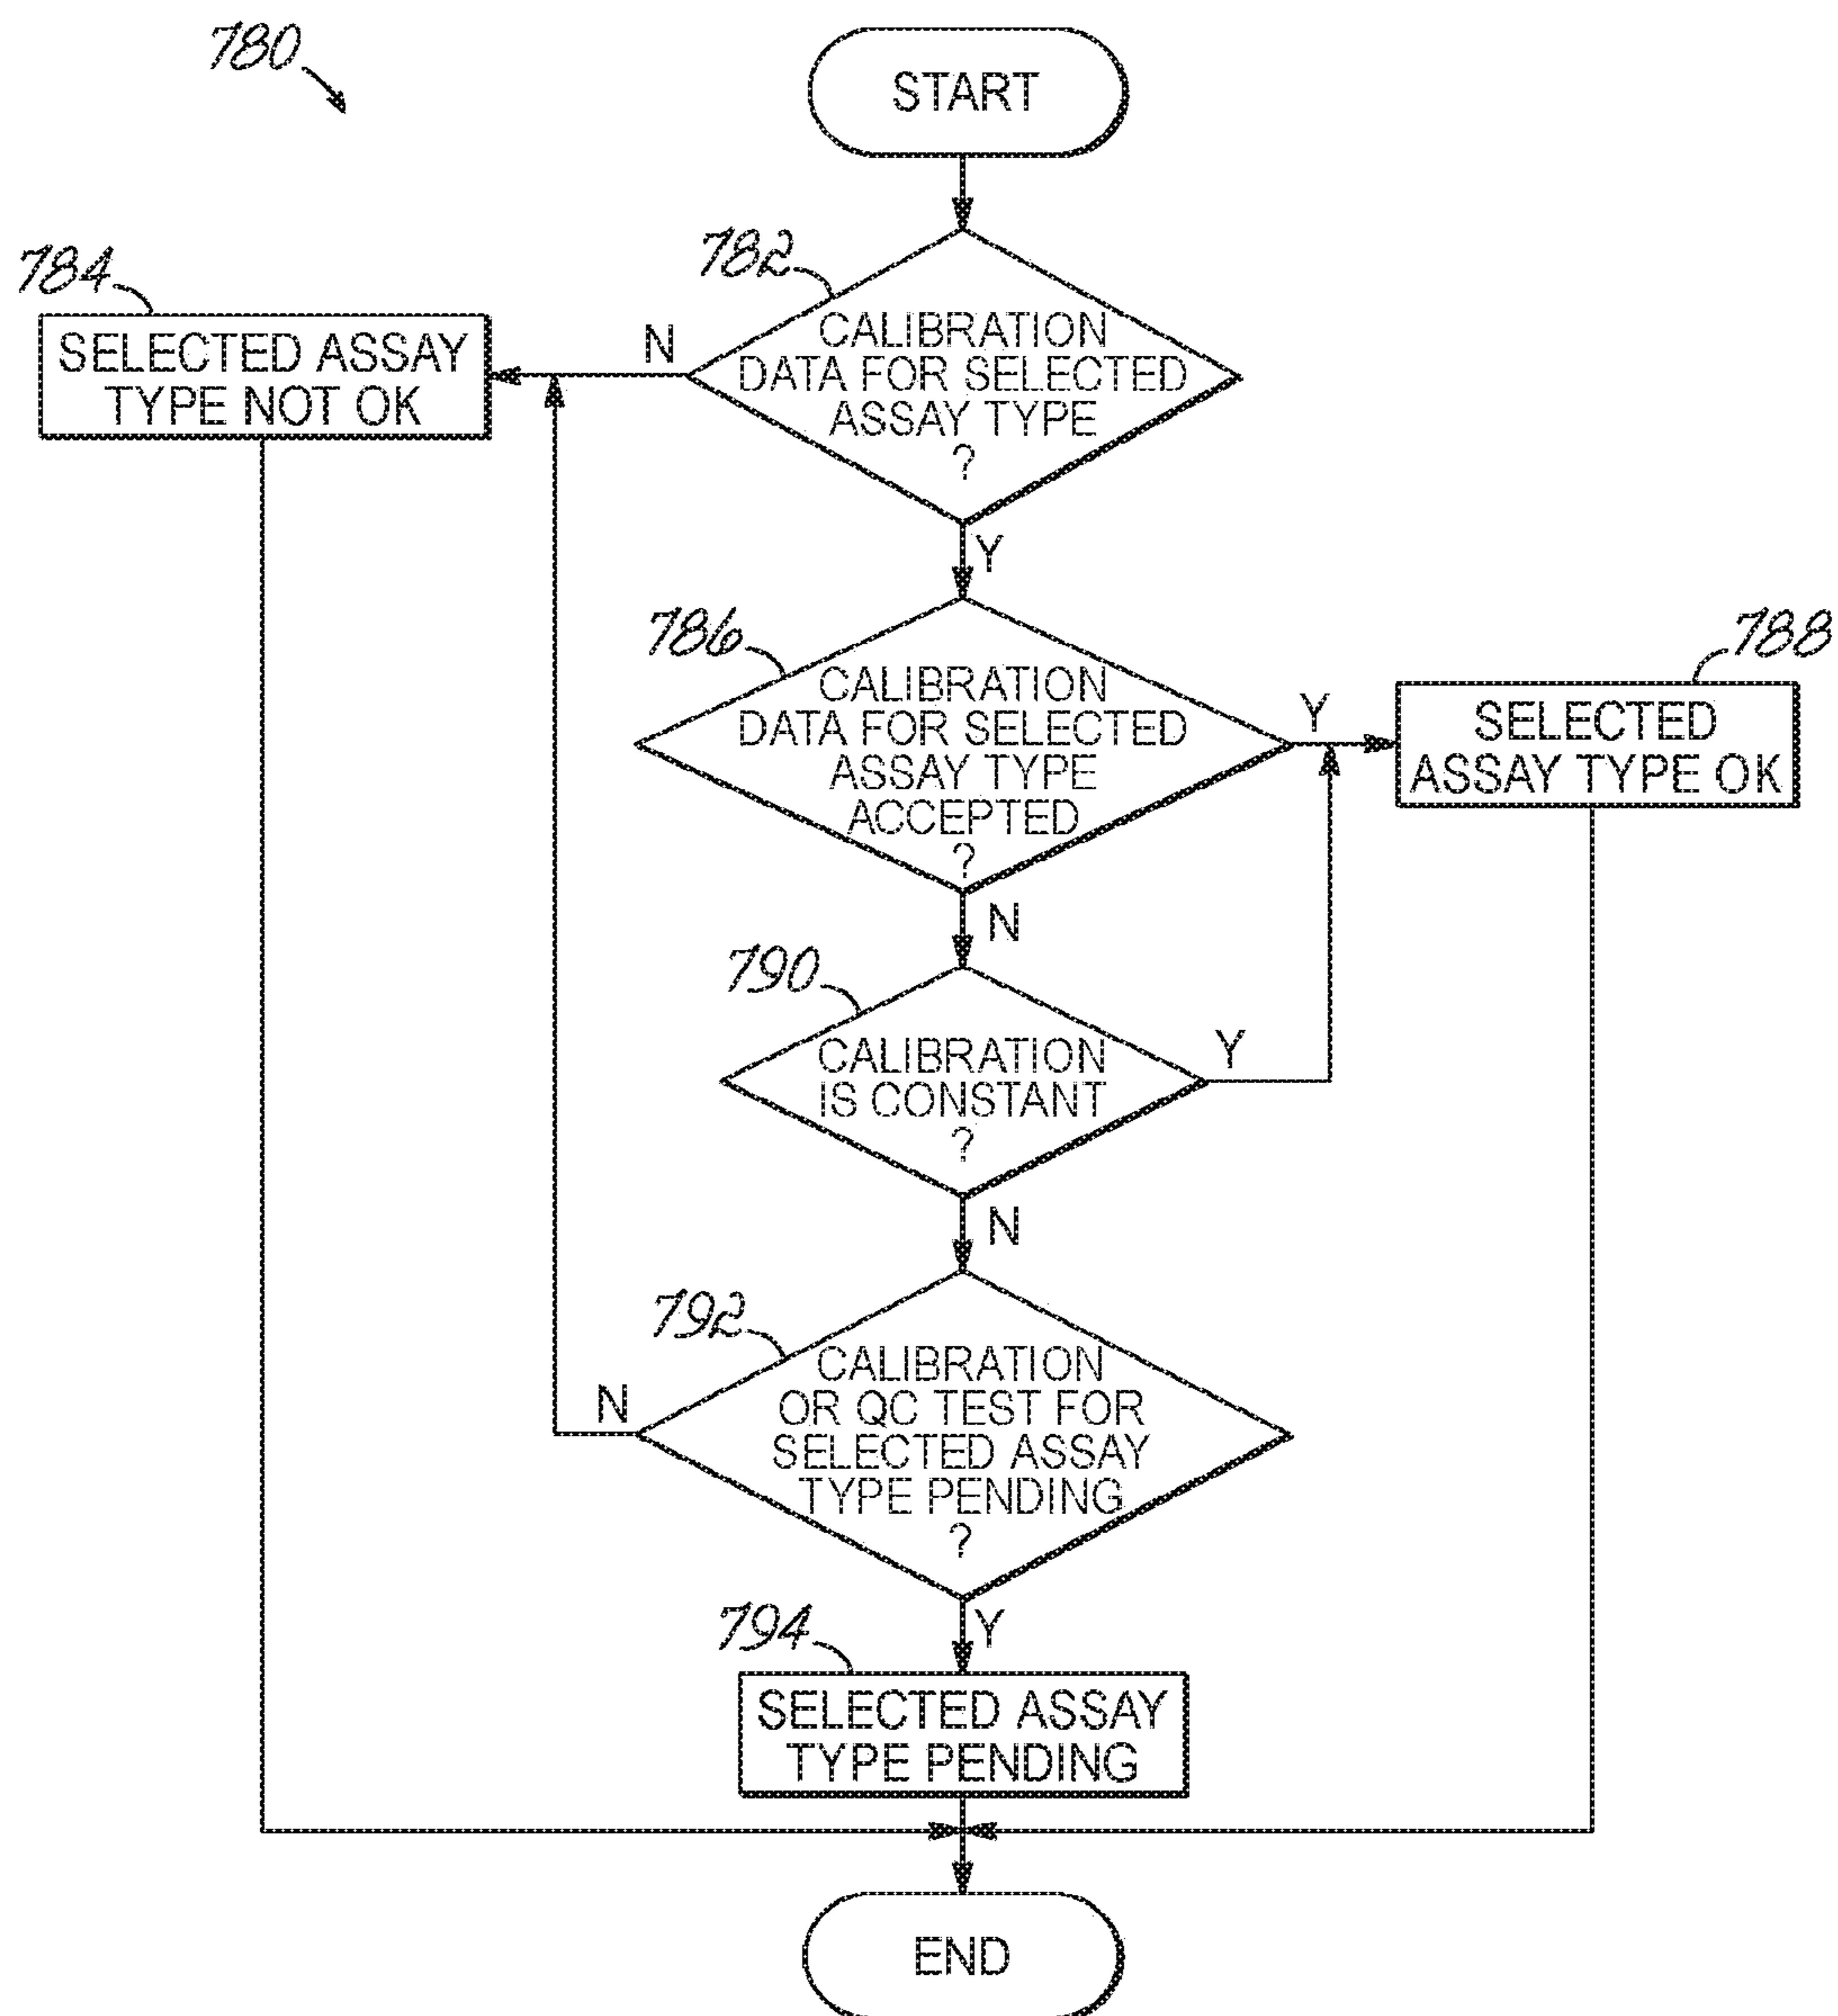 780
START
782
CALIBRATION
DATA FOR SELECTED
ASSAY TYPE
?
N
784
SELECTED ASSAY
TYPE NOT OK
Y
786
CALIBRATION
DATA FOR SELECTED
ASSAY TYPE
ACCEPTED
?
Y
788
SELECTED
ASSAY TYPE OK
N
790
CALIBRATION
IS CONSTANT
?
Y
N
792
CALIBRATION
OR QC TEST FOR
SELECTED ASSAY
TYPE PENDING
?
N
Y
794
SELECTED ASSAY
TYPE PENDING
END